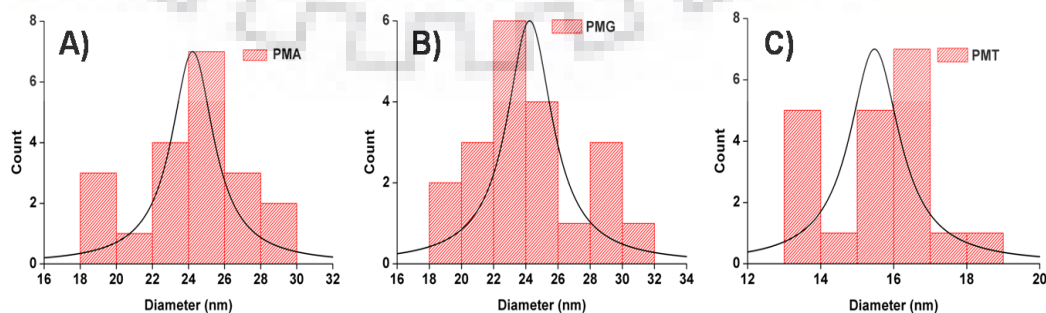 A)
PMA
Count
8
6
4
2
0
16 18 20 22 24 26 28 30 32
Diameter (nm)
B)
PMG
Count
6
4
2
0
16 18 20 22 24 26 28 30 32 34
Diameter (nm)
C)
PMT
Count
8
6
4
2
0
12 14 16 18 20
Diameter (nm)